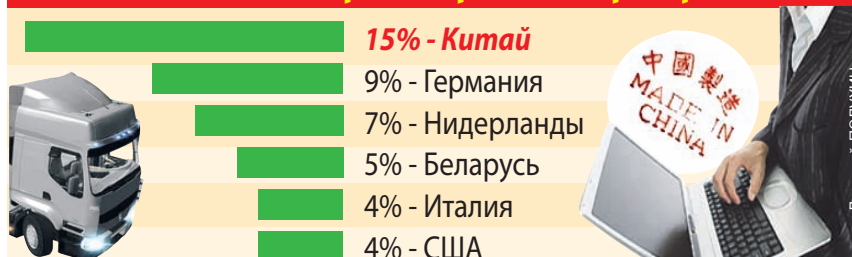 15% - Китай
9% - Германия
7% - Нидерланды
5% - Беларусь
4% - Италия
4% - США
中國製造
MADE IN
CHINA